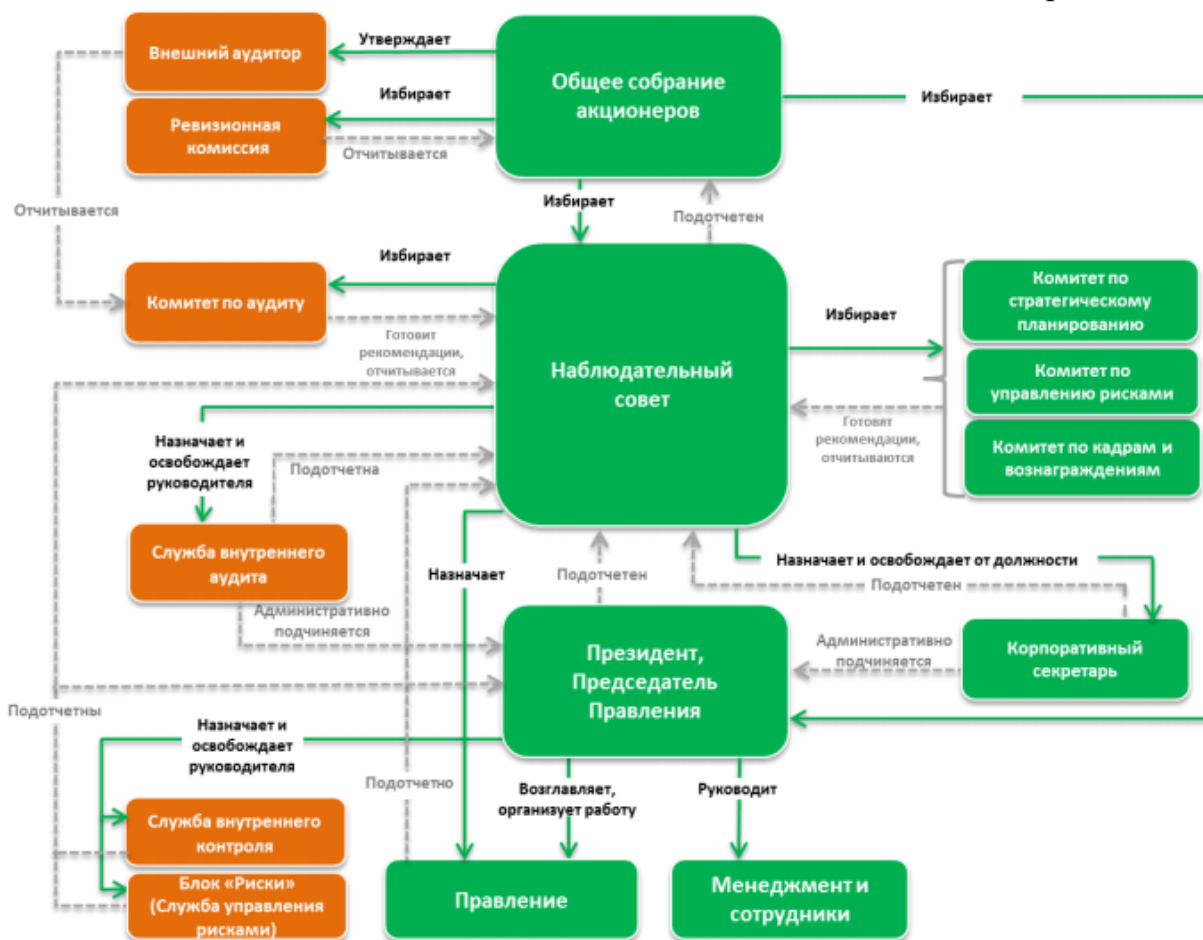 Внешний аудитор
Утверждает
Общее собрание
акционеров
Избирает
Избирает
Ревизионная
комиссия
Отчитывается
Отчитывается
Избирает
Подотчетен
Избирает
Комитет по аудиту
Готовит
рекомендации,
отчитывается
Наблюдательный
совет
Избирает
Комитет по
стратегическому
планированию
Комитет по
управлению рисками
Комитет по кадрам и
вознаграждениям
Готовят
рекомендации,
отчитываются
Назначает и
освобождает
руководителя
Подотчетна
Служба внутреннего
аудита
Назначает
Подотчетен
Назначает и освобождает от должности
Подотчетен
Административно
подчиняется
Президент,
Председатель
Правления
Административно
подчиняется
Корпоративный
секретарь
Подотчетны
Назначает и
освобождает
руководителя
Подотчетно
Возглавляет,
организует работу
Руководит
Служба внутреннего
контроля
Блок «Риски»
(Служба управления
рисками)
Правление
Менеджмент и
сотрудники